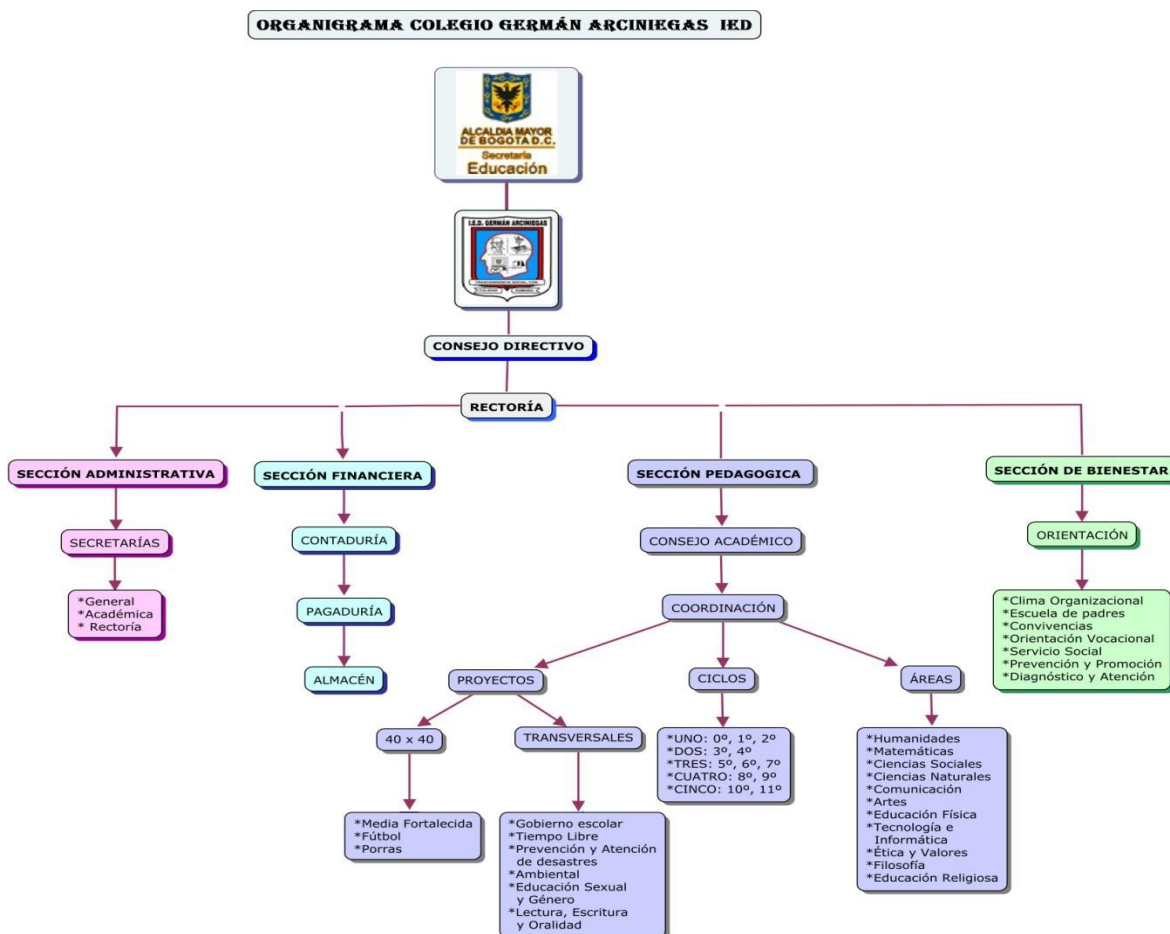 ORGANIGRAMA COLEGIO GERMÁN ARCINIEGAS IED
ALCALDIA MAYOR
DE BOGOTA D.C.
Secretaría
Educación
I.E.D. GERMÁN ARCINIEGAS
TRASCENDENCIA SOCIAL CON
CALIDAD HUMANA
CONSEJO DIRECTIVO
RECTORÍA
SECCIÓN ADMINISTRATIVA
SECRETARÍAS
*General
*Académica
* Rectoría
SECCIÓN FINANCIERA
CONTADURÍA
PAGADURÍA
ALMACÉN
SECCIÓN PEDAGOGICA
CONSEJO ACADÉMICO
COORDINACIÓN
PROYECTOS
40 x 40
*Media Fortalecida
*Fútbol
*Porras
TRANSVERSALES
*Gobierno escolar
*Tiempo Libre
*Prevención y Atención
de desastres
*Ambiental
*Educación Sexual
y Género
*Lectura, Escritura
y Oralidad
CICLOS
*UNO: 0º, 1º, 2º
*DOS: 3º, 4º
*TRES: 5º, 6º, 7º
*CUATRO: 8º, 9º
*CINCO: 10º, 11º
ÁREAS
*Humanidades
*Matemáticas
*Ciencias Sociales
*Ciencias Naturales
*Comunicación
*Artes
*Educación Física
*Tecnología e
Informática
*Ética y Valores
*Filosofía
*Educación Religiosa
SECCIÓN DE BIENESTAR
ORIENTACIÓN
*Clima Organizacional
*Escuela de padres
*Convivencias
*Orientación Vocacional
*Servicio Social
*Prevención y Promoción
*Diagnóstico y Atención